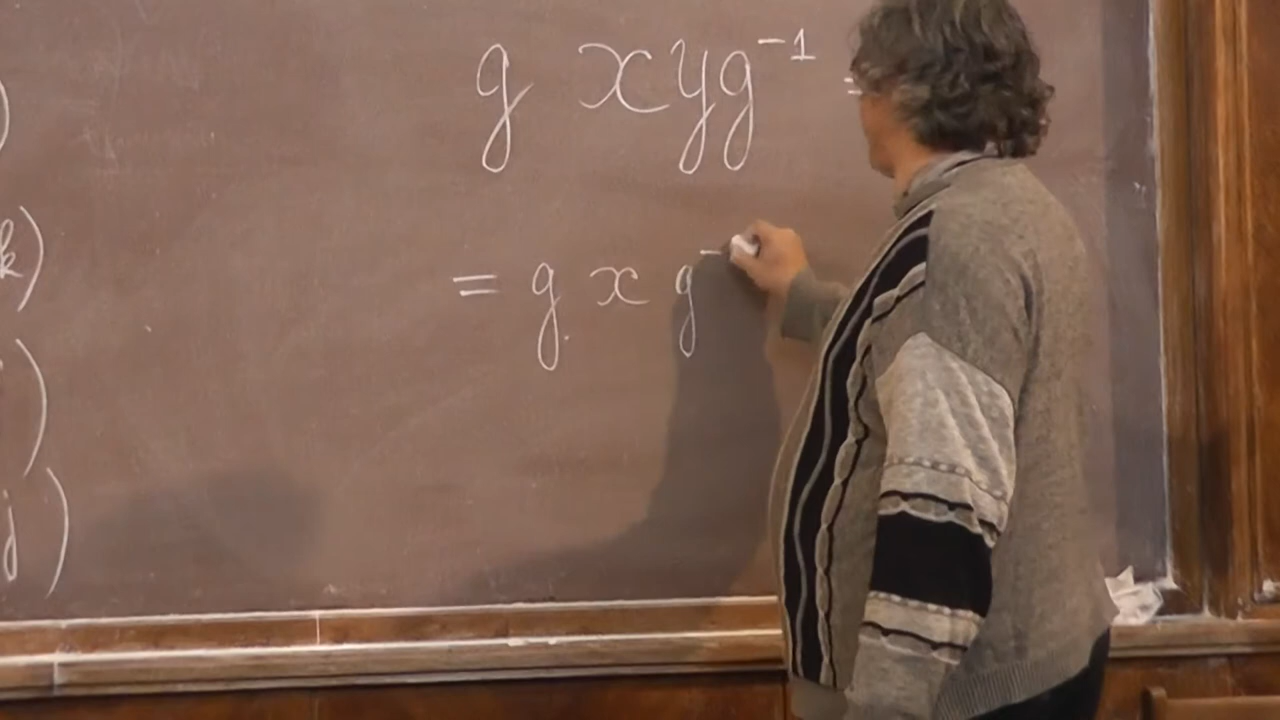 )
g x y g⁻¹ =
k)
= g x g⁻
)
j)